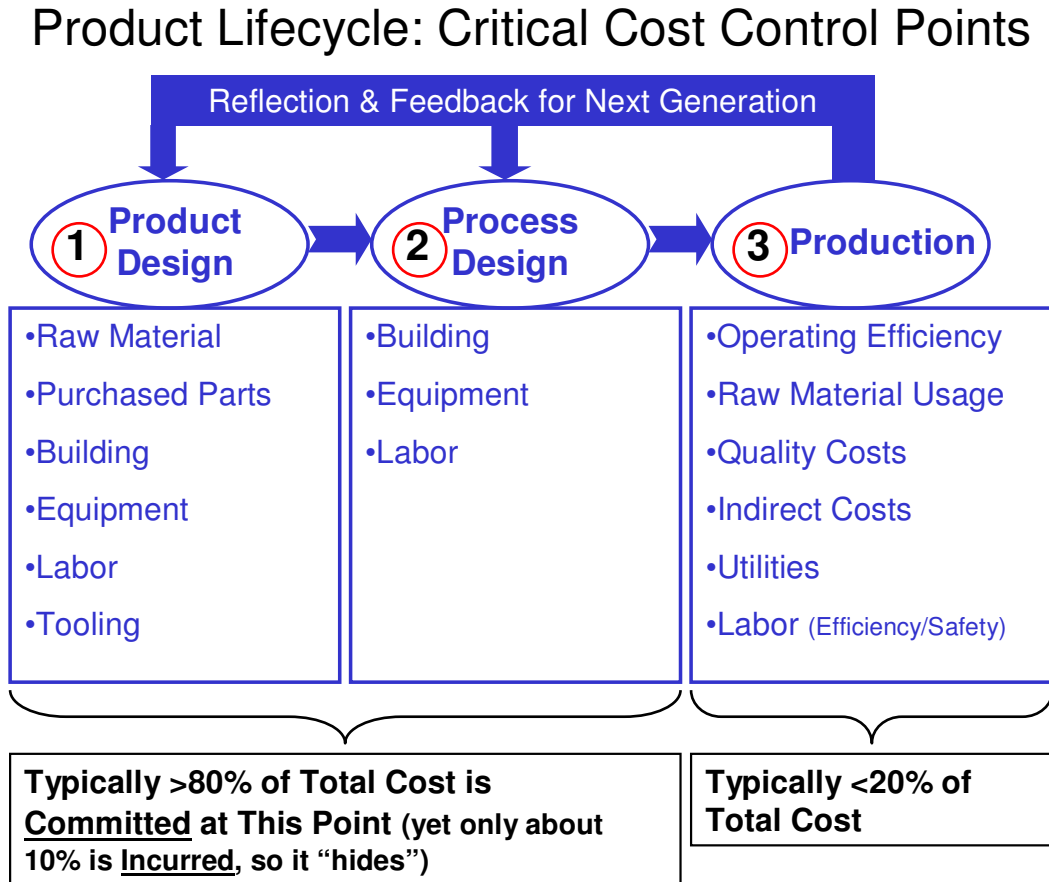 Product Lifecycle: Critical Cost Control Points
Reflection & Feedback for Next Generation
1 Product
Design
2 Process
Design
3 Production
•Raw Material
•Purchased Parts
•Building
•Equipment
•Labor
•Tooling
•Building
•Equipment
•Labor
•Operating Efficiency
•Raw Material Usage
•Quality Costs
•Indirect Costs
•Utilities
•Labor (Efficiency/Safety)
Typically >80% of Total Cost is
Committed at This Point (yet only about
10% is Incurred, so it “hides”)
Typically <20% of
Total Cost